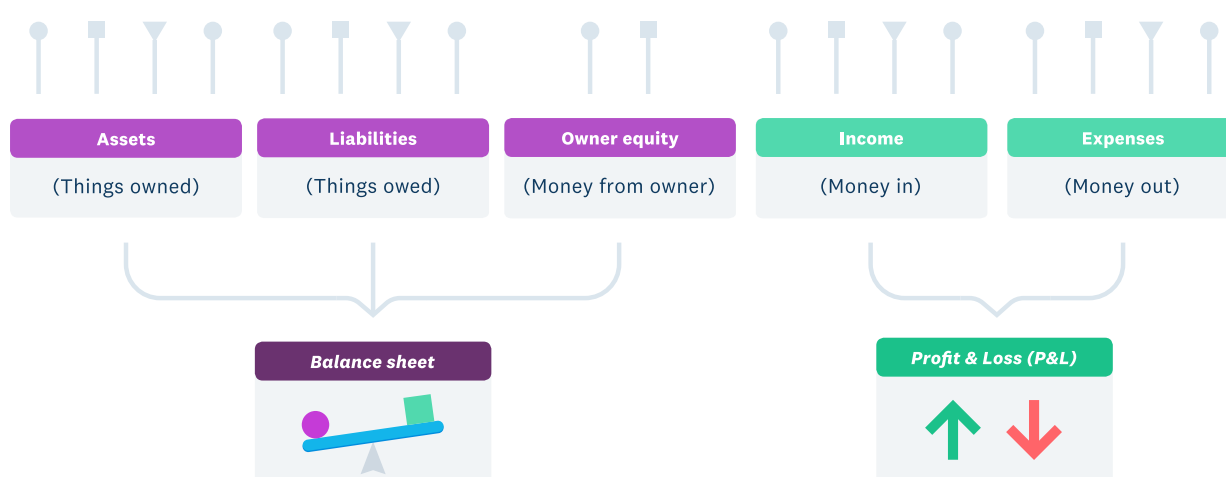 Assets
Liabilities
Owner equity
Income
Expenses
(Things owned)
(Things owed)
(Money from owner)
(Money in)
(Money out)
Balance sheet
Profit & Loss (P&L)